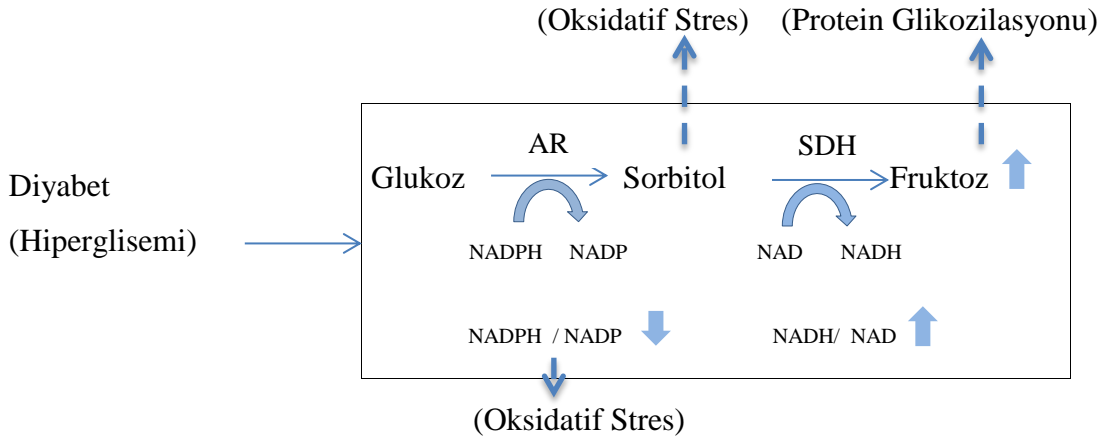 (Oksidatif Stres) (Protein Glikozilasyonu)
AR SDH
Glukoz Sorbitol Fruktoz
Diyabet
(Hiperglisemi)
NADPH NADP NAD NADH
NADPH / NADP NADH/ NAD
(Oksidatif Stres)